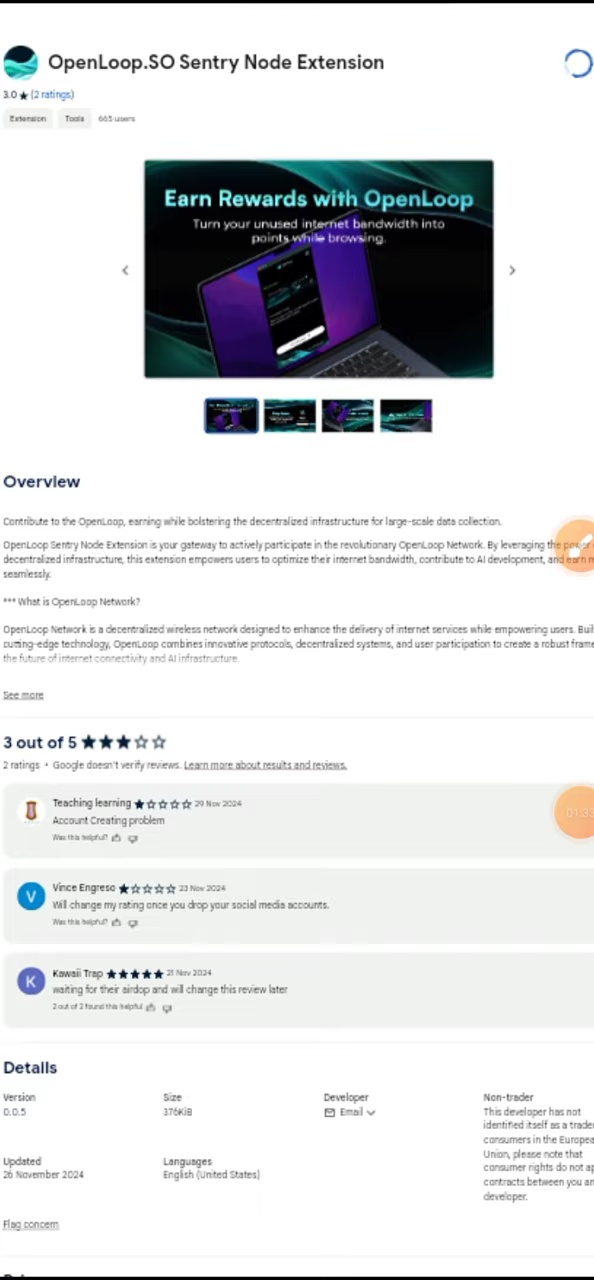 OpenLoop.SO Sentry Node Extension
3.0 ★ (2 ratings)
Extension Tools 665 users
Earn Rewards with OpenLoop
Turn your unused internet bandwidth into
points while browsing.
Overview
Contribute to the OpenLoop, earning while bolstering the decentralized infrastructure for large-scale data collection.
OpenLoop Sentry Node Extension is your gateway to actively participate in the revolutionary OpenLoop Network. By leveraging the power
decentralized infrastructure, this extension empowers users to optimize their internet bandwidth, contribute to AI development, and earn
seamlessly.
*** What is OpenLoop Network?
OpenLoop Network is a decentralized wireless network designed to enhance the delivery of internet services while empowering users. Buil
cutting-edge technology, OpenLoop combines innovative protocols, decentralized systems, and user participation to create a robust frame
the future of internet connectivity and AI infrastructure.
See more
3 out of 5 ★★★☆☆
2 ratings • Google doesn't verify reviews. Learn more about results and reviews.
Teaching learning ★☆☆☆☆ 29 Nov 2024
Account Creating problem
Was this helpful?
V
Vince Engreso ★☆☆☆☆ 23 Nov 2024
Will change my rating once you drop your social media accounts.
Was this helpful?
K
Kawaii Trap ★★★★★ 21 Nov 2024
waiting for their airdop and will change this review later
2 out of 2 found this helpful
01:33
Details
Version
0.0.5
Size
376KiB
Developer
Email
Non-trader
This developer has not
identified itself as a trade
consumers in the Europea
Union, please note that
consumer rights do not ap
contracts between you an
developer.
Updated
26 November 2024
Languages
English (United States)
Flag concern